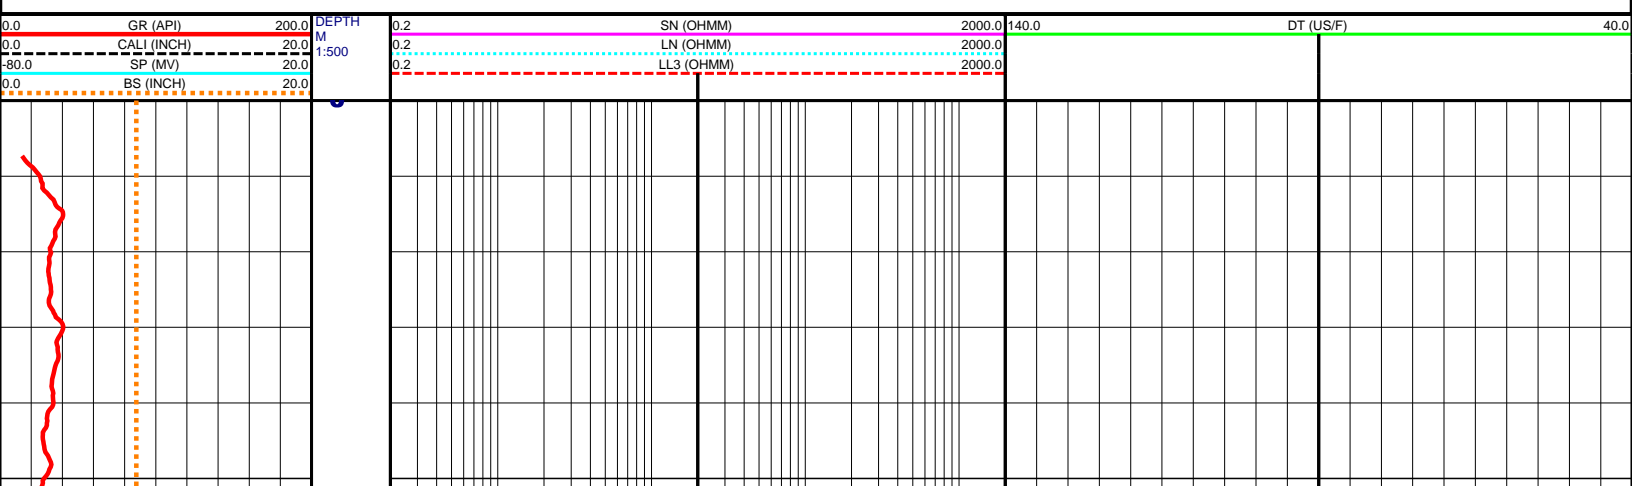 0.0 GR (API) 200.0
0.0 CALI (INCH) 20.0
-80.0 SP (MV) 20.0
0.0 BS (INCH) 20.0
DEPTH
M
1:500
0.2 SN (OHMM) 2000.0
0.2 LN (OHMM) 2000.0
0.2 LL3 (OHMM) 2000.0
140.0 DT (US/F) 40.0